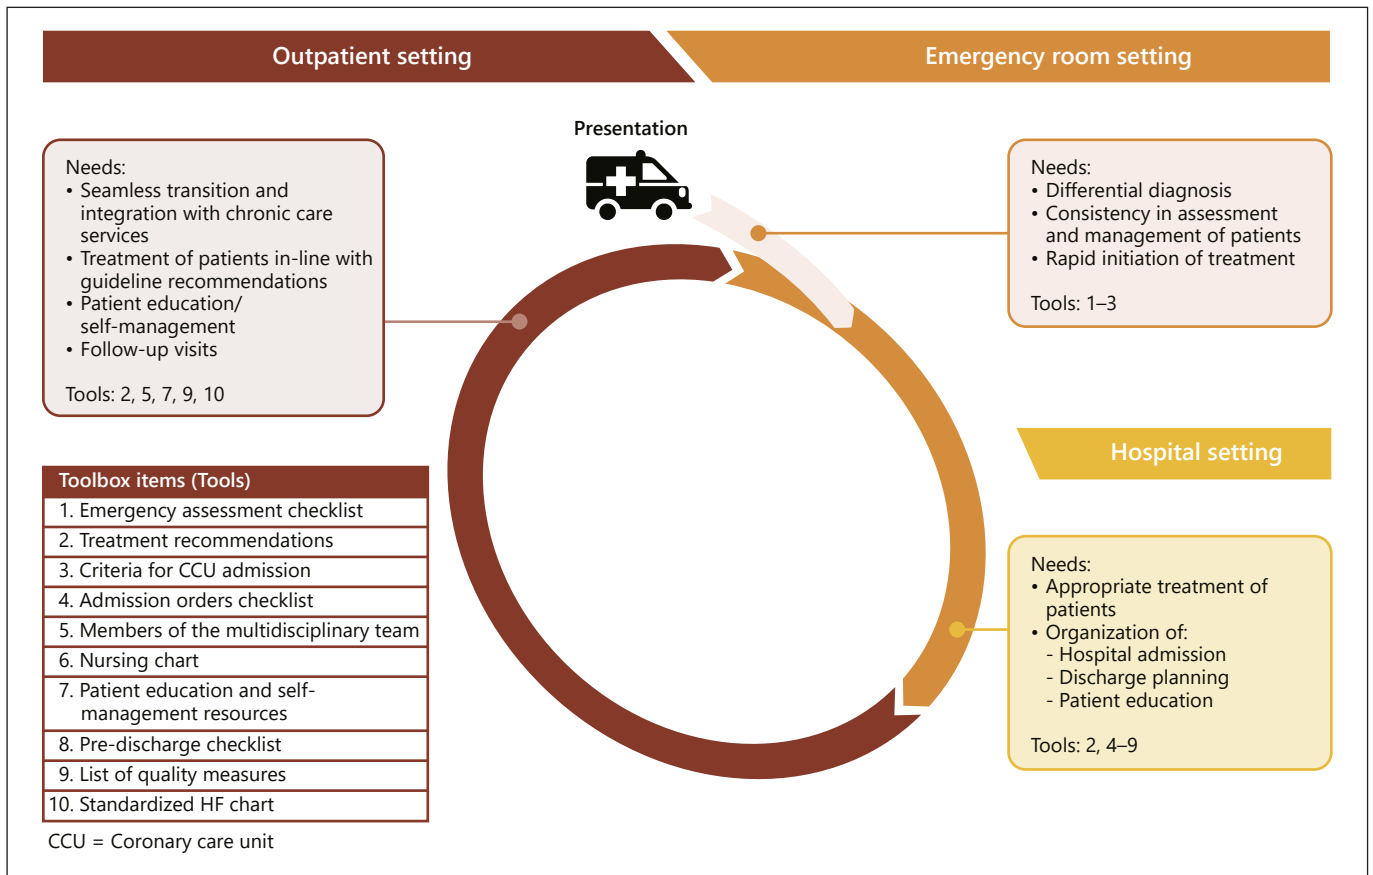 Outpatient setting
Emergency room setting
Presentation
Needs:
• Seamless transition and
integration with chronic care
services
• Treatment of patients in-line with
guideline recommendations
• Patient education/
self-management
• Follow-up visits
Tools: 2, 5, 7, 9, 10
Needs:
• Differential diagnosis
• Consistency in assessment
and management of patients
• Rapid initiation of treatment
Tools: 1–3
Hospital setting
Needs:
• Appropriate treatment of
patients
• Organization of:
- Hospital admission
- Discharge planning
- Patient education
Tools: 2, 4–9
Toolbox items (Tools)
1. Emergency assessment checklist
2. Treatment recommendations
3. Criteria for CCU admission
4. Admission orders checklist
5. Members of the multidisciplinary team
6. Nursing chart
7. Patient education and self-
management resources
8. Pre-discharge checklist
9. List of quality measures
10. Standardized HF chart
CCU = Coronary care unit